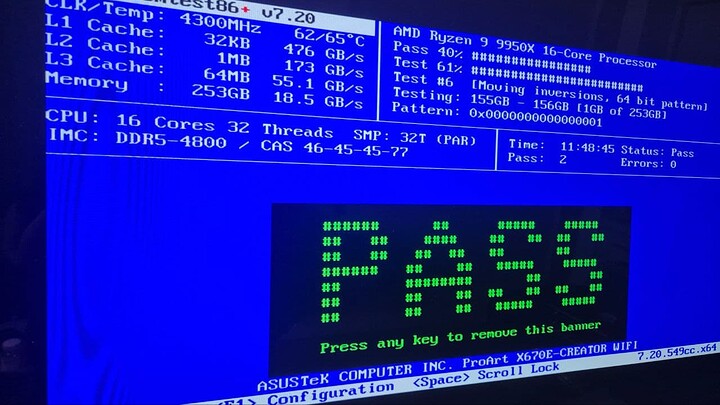 mtest86+ v7.20
CLK/Temp: 4300MHz 62/65°C
L1 Cache: 32KB 476 GB/s
L2 Cache: 1MB 173 GB/s
L3 Cache: 64MB 55.1 GB/s
Memory : 253GB 18.5 GB/s
AMD Ryzen 9 9950X 16-Core Processor
Pass 40% ################
Test 61% ########################
Test #6 [Moving inversions, 64 bit pattern]
Testing: 155GB - 156GB [1GB of 253GB]
Pattern: 0x0000000000000001
CPU: 16 Cores 32 Threads SMP: 32T (PAR)
IMC: DDR5-4800 / CAS 46-45-45-77
Time: 11:48:45 Status: Pass
Pass: 2 Errors: 0
PASS
Press any key to remove this banner
ASUSTeK COMPUTER INC. ProArt X670E-CREATOR WIFI
<F1> Configuration <Space> Scroll Lock 7.20.549cc.x64